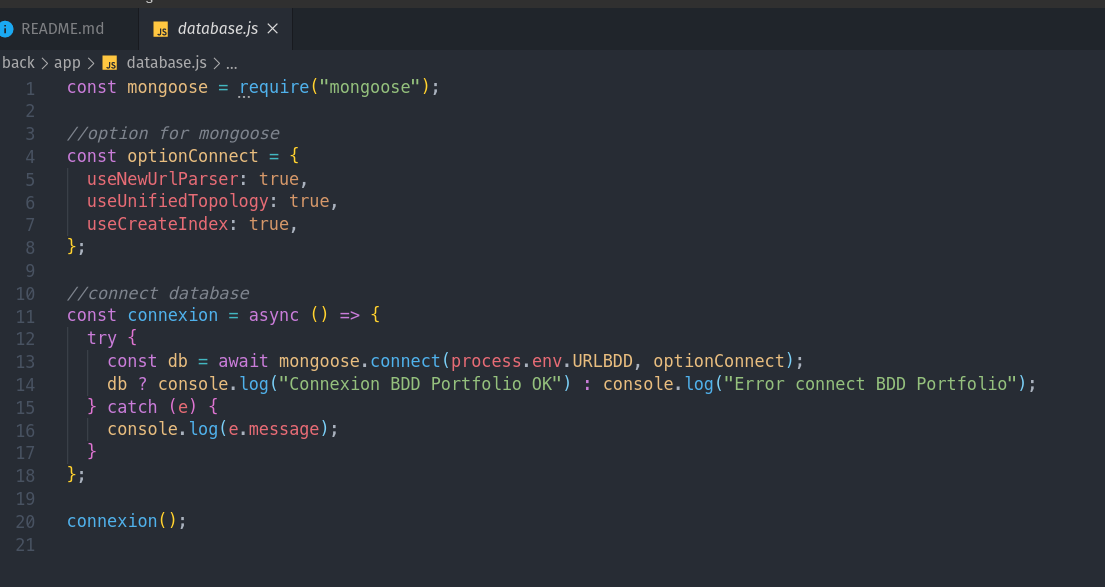 README.md JS database.js ×
back > app > JS database.js > ...
1 const mongoose = require("mongoose");
2
3 //option for mongoose
4 const optionConnect = {
5 useNewUrlParser: true,
6 useUnifiedTopology: true,
7 useCreateIndex: true,
8 };
9
10 //connect database
11 const connexion = async () => {
12 try {
13 const db = await mongoose.connect(process.env.URLBDD, optionConnect);
14 db ? console.log("Connexion BDD Portfolio OK") : console.log("Error connect BDD Portfolio");
15 } catch (e) {
16 console.log(e.message);
17 }
18 };
19
20 connexion();
21